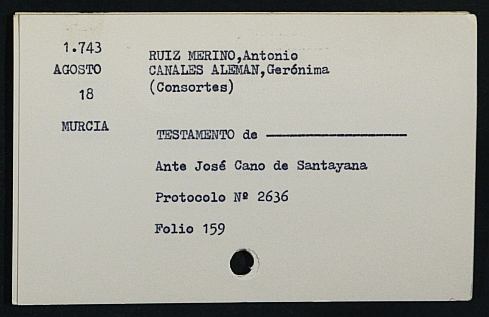 1.743
AGOSTO
18
MURCIA
RUIZ MERINO,Antonio
CANALES ALEMAN,Gerónima
(Consortes)
TESTAMENTO de ———————
Ante José Cano de Santayana
Protocolo Nº 2636
Folio 159